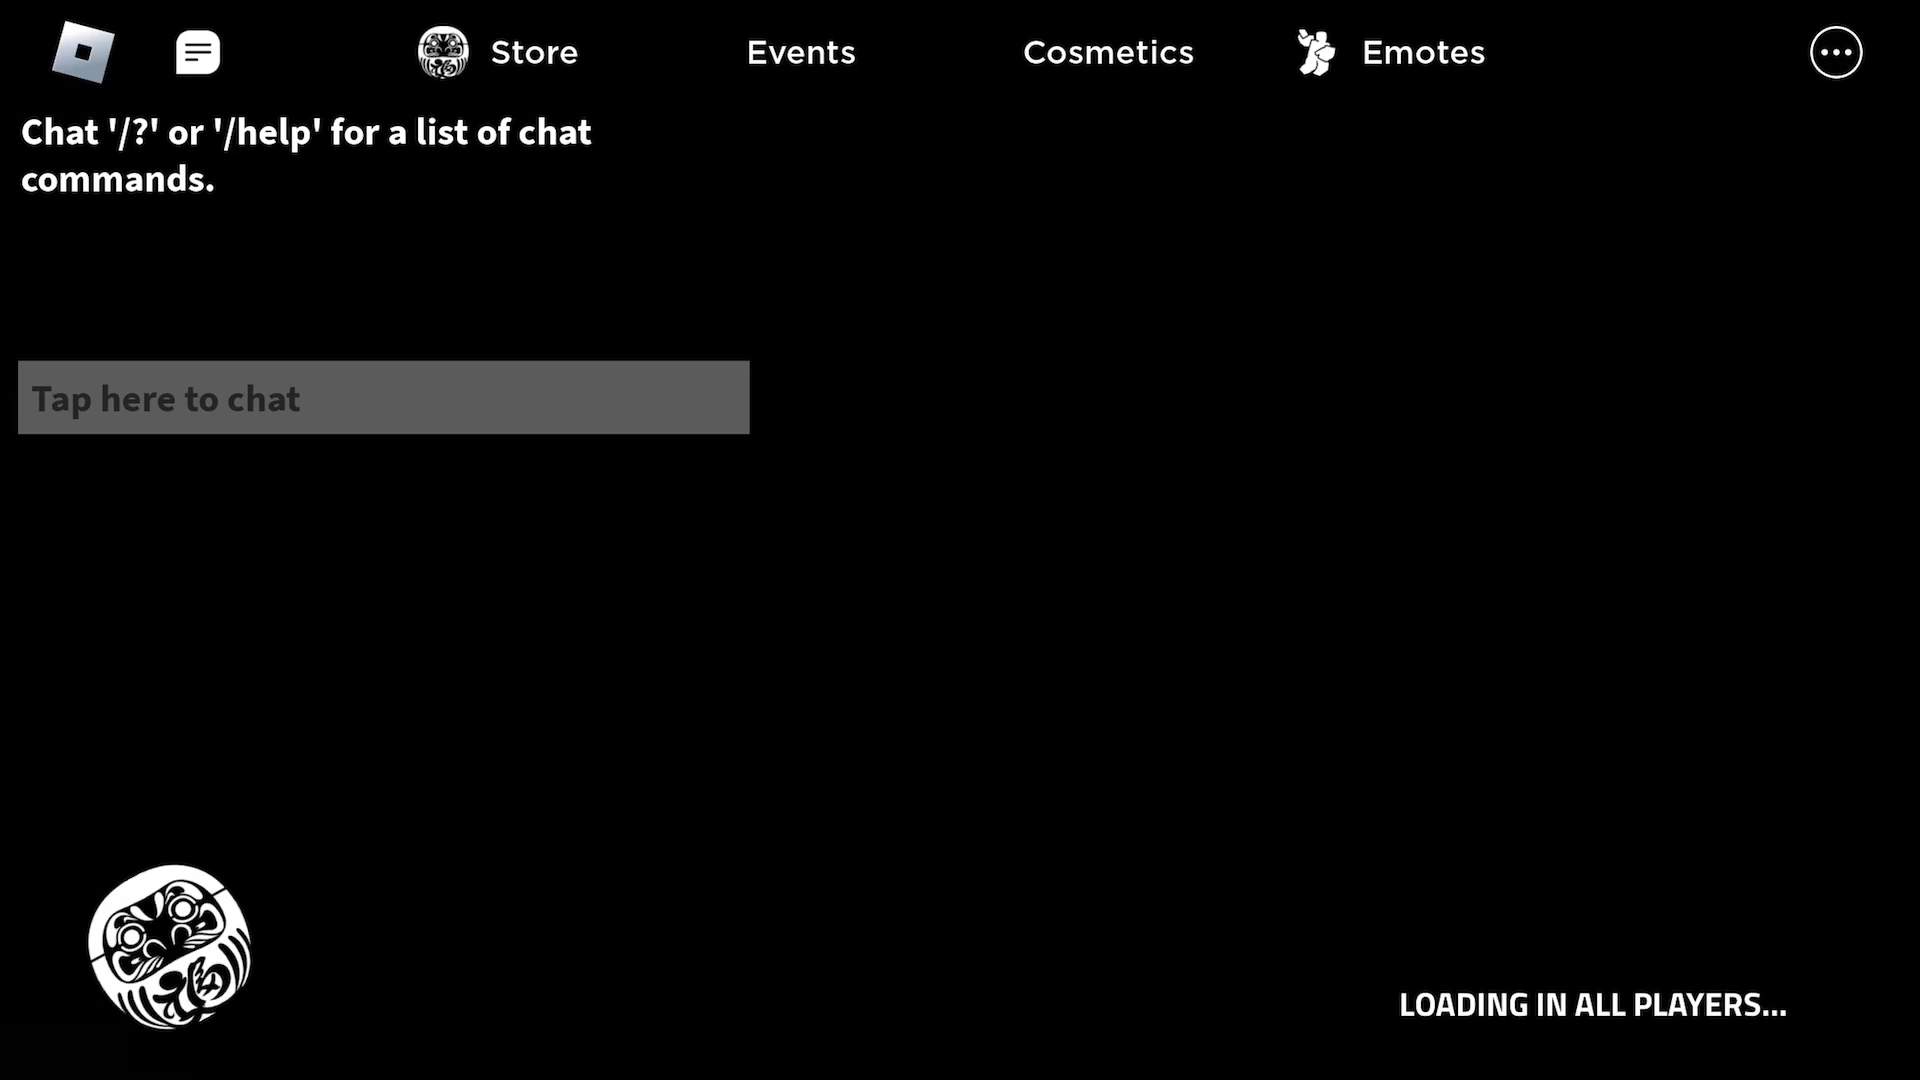 Store
Events
Cosmetics
Emotes
Chat '/?' or '/help' for a list of chat
commands.
Tap here to chat
LOADING IN ALL PLAYERS...